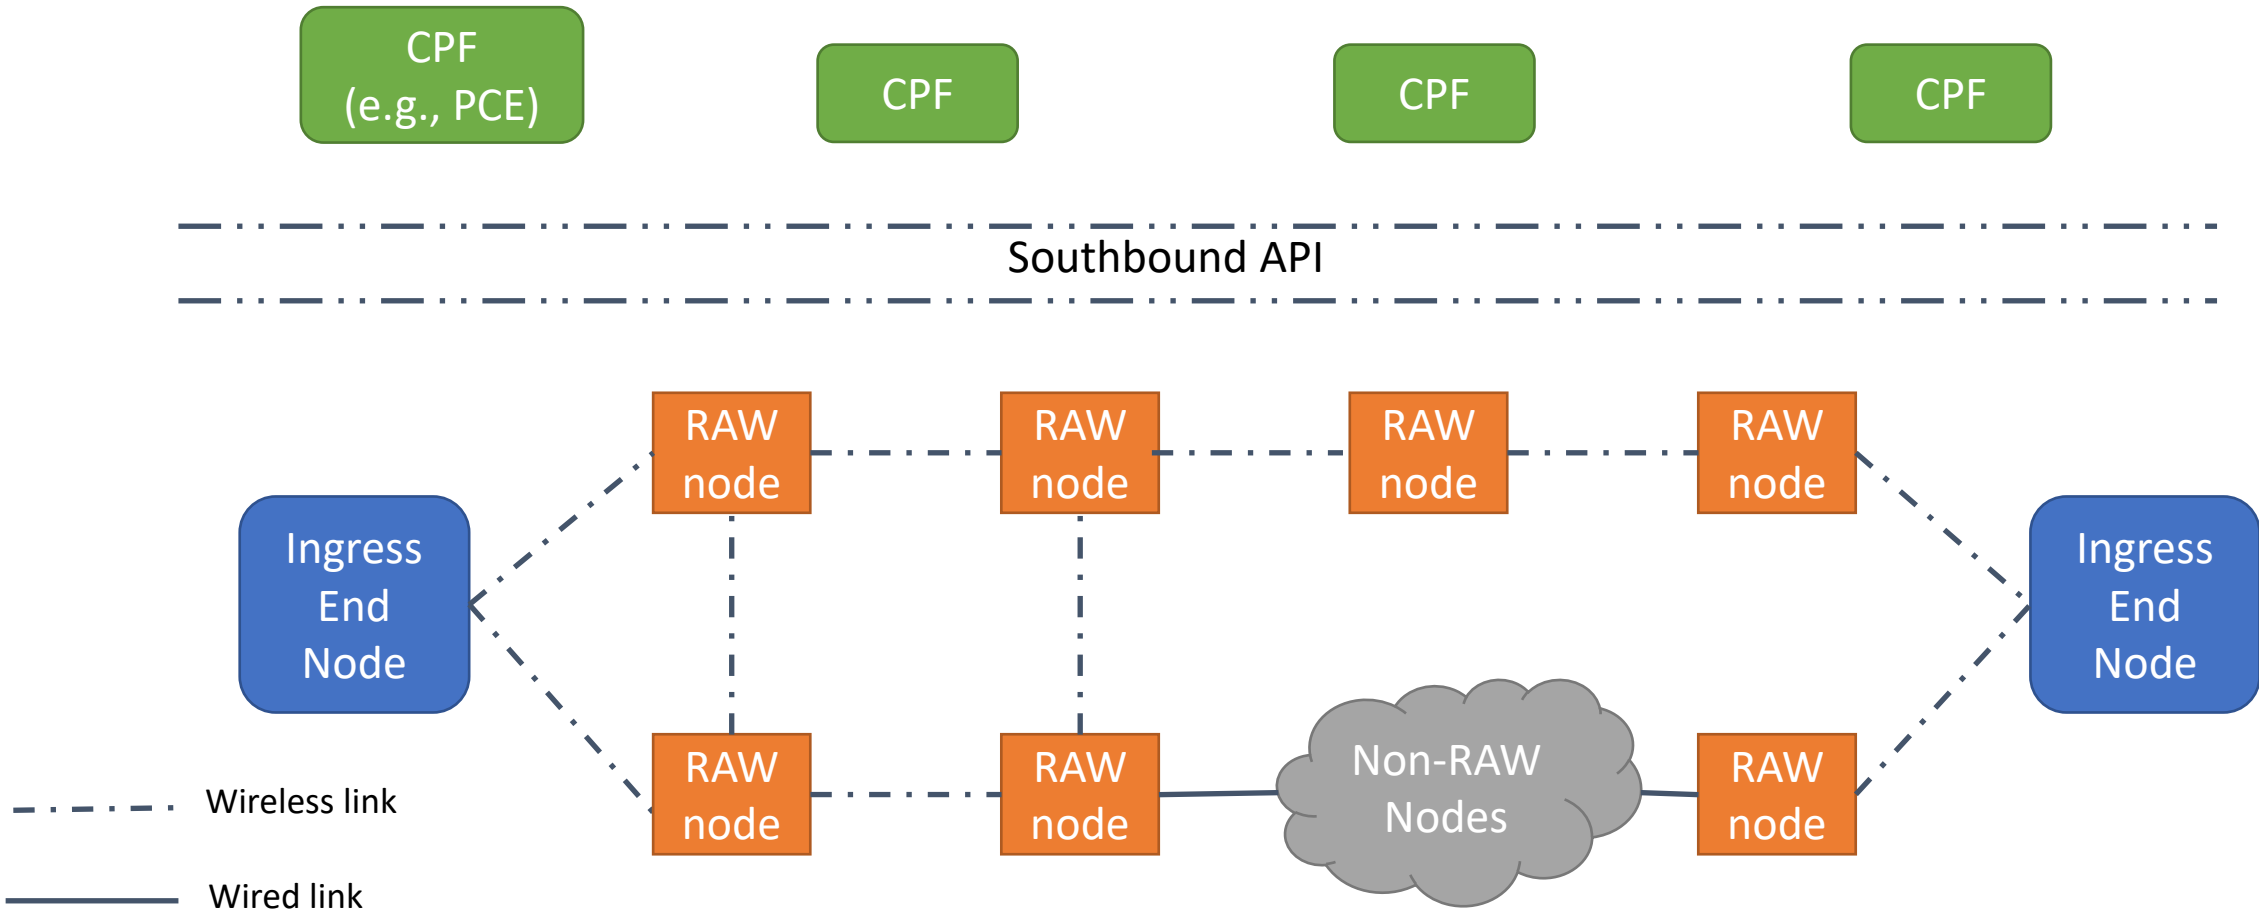 CPF
(e.g., PCE)
CPF
CPF
CPF
Southbound API
RAW
node
RAW
node
RAW
node
RAW
node
Ingress
End
Node
Ingress
End
Node
RAW
node
RAW
node
Non-RAW
Nodes
RAW
node
Wireless link
Wired link